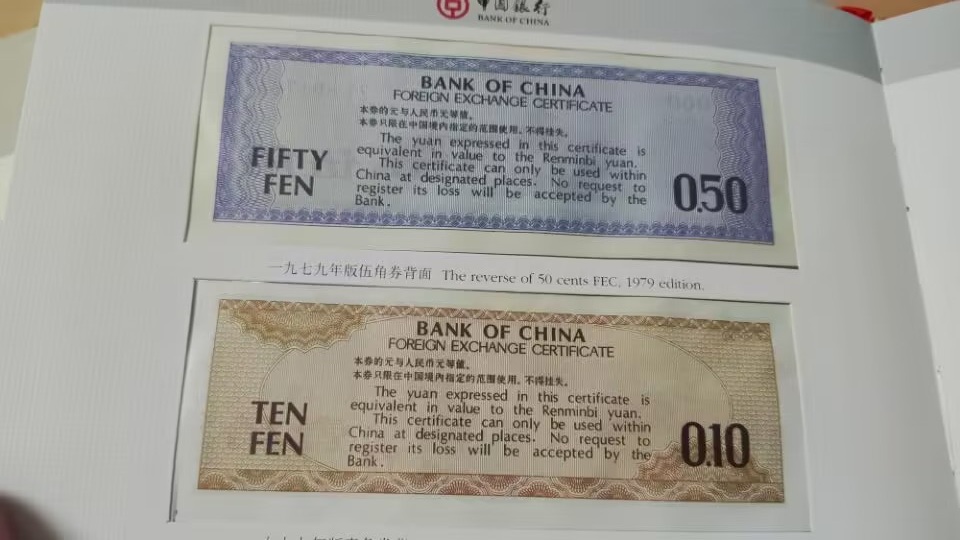 中国银行
BANK OF CHINA
BANK OF CHINA
FOREIGN EXCHANGE CERTIFICATE
本券的元与人民币元等值。
本券只限在中国境内指定的范围使用，不得挂失。
The yuan expressed in this certificate is
equivalent in value to the Renminbi yuan.
This certificate can only be used within
China at designated places. No request to
register its loss will be accepted by the
Bank.
FIFTY
FEN
0.50
一九七九年版伍角券背面 The reverse of 50 cents FEC, 1979 edition.
BANK OF CHINA
FOREIGN EXCHANGE CERTIFICATE
本券的元与人民币元等值。
本券只限在中国境内指定的范围使用，不得挂失。
The yuan expressed in this certificate is
equivalent in value to the Renminbi yuan.
This certificate can only be used within
China at designated places. No request to
register its loss will be accepted by the
Bank.
TEN
FEN
0.10